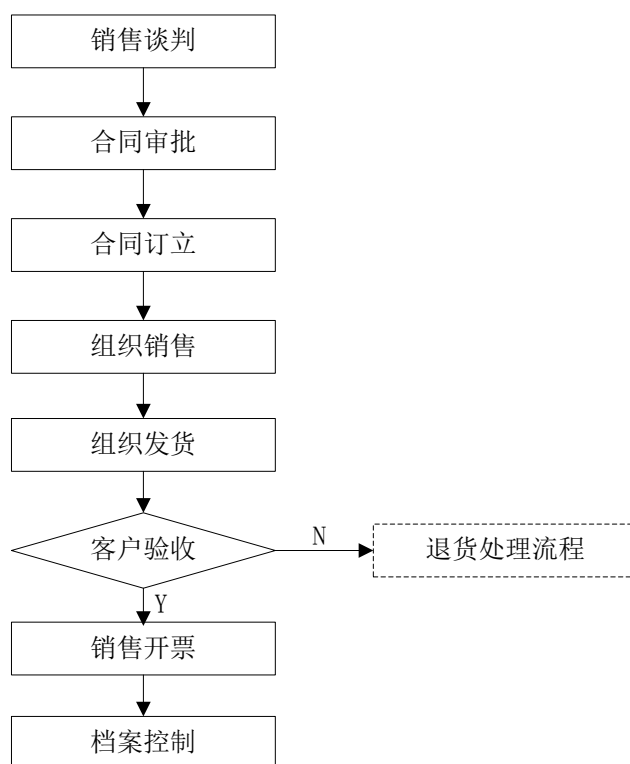 销售谈判
合同审批
合同订立
组织销售
组织发货
客户验收
N
退货处理流程
Y
销售开票
档案控制